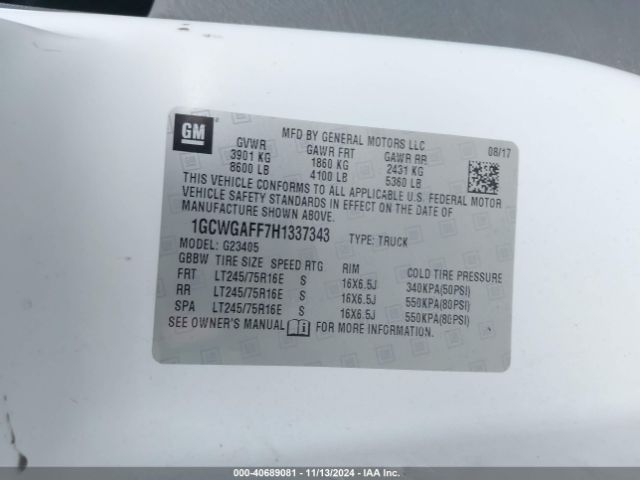 GM
MFD BY GENERAL MOTORS LLC 08/17
GVWR GAWR FRT GAWR RR
3901 KG 1860 KG 2431 KG
8600 LB 4100 LB 5360 LB
THIS VEHICLE CONFORMS TO ALL APPLICABLE U.S. FEDERAL MOTOR
VEHICLE SAFETY STANDARDS IN EFFECT ON THE DATE OF
MANUFACTURE SHOWN ABOVE.
1GCWGAFF7H1337343 TYPE: TRUCK
MODEL: G23405
GBBW TIRE SIZE SPEED RTG RIM COLD TIRE PRESSURE
FRT LT245/75R16E S 16X6.5J 340KPA(50PSI)
RR LT245/75R16E S 16X6.5J 550KPA(80PSI)
SPA LT245/75R16E S 16X6.5J 550KPA(80PSI)
SEE OWNER'S MANUAL FOR MORE INFORMATION.
000-40689081 - 11/13/2024 - IAA Inc.